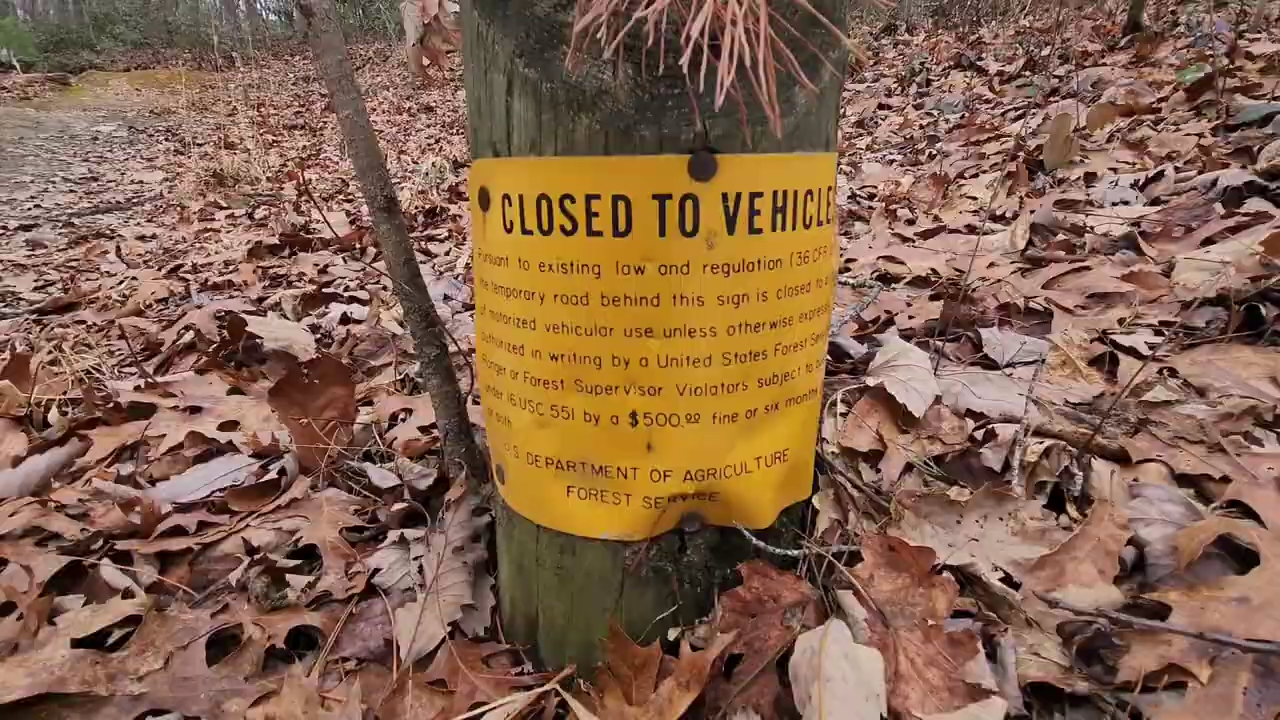 CLOSED TO VEHICLE
Pursuant to existing law and regulation (36 CFR
the temporary road behind this sign is closed to
of motorized vehicular use unless otherwise express
authorized in writing by a United States Forest Serv
Ranger or Forest Supervisor Violators subject to
under 16 USC 551 by a $500.00 fine or six month
or both
U.S. DEPARTMENT OF AGRICULTURE
FOREST SERVICE